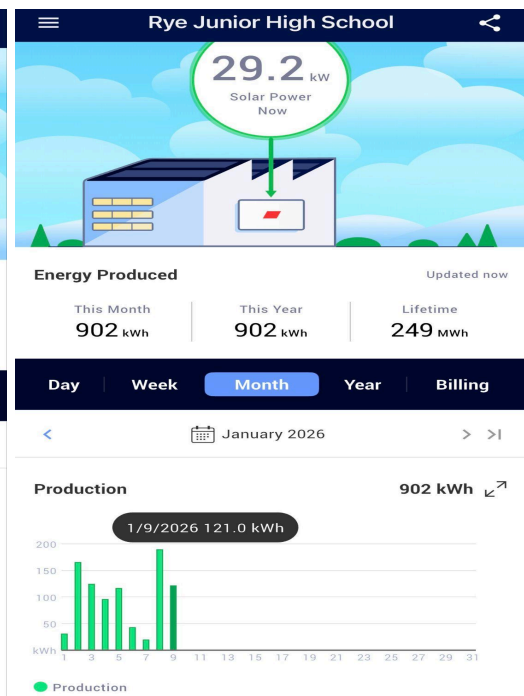 Rye Junior High School
29.2 kW
Solar Power
Now
Energy Produced
Updated now
This Month
This Year
Lifetime
902 kWh
902 kWh
249 MWh
Day
Week
Month
Year
Billing
January 2026
Production
902 kWh
1/9/2026 121.0 kWh
200
150
100
50
kWh
1 3 5 7 9 11 13 15 17 19 21 23 25 27 29 31
Production